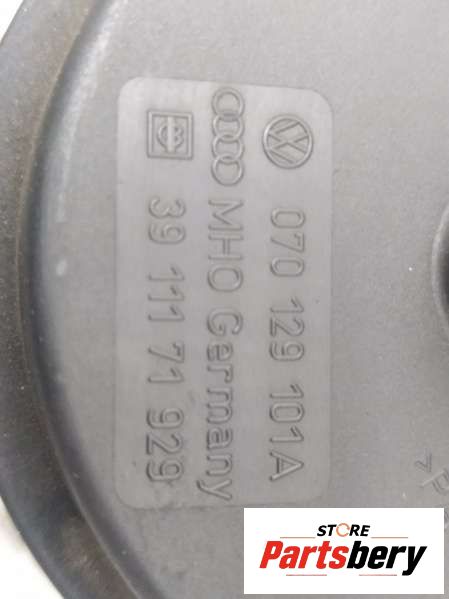 070 129 101A
MHO Germany
39 111 71 929
STORE
Partsbery